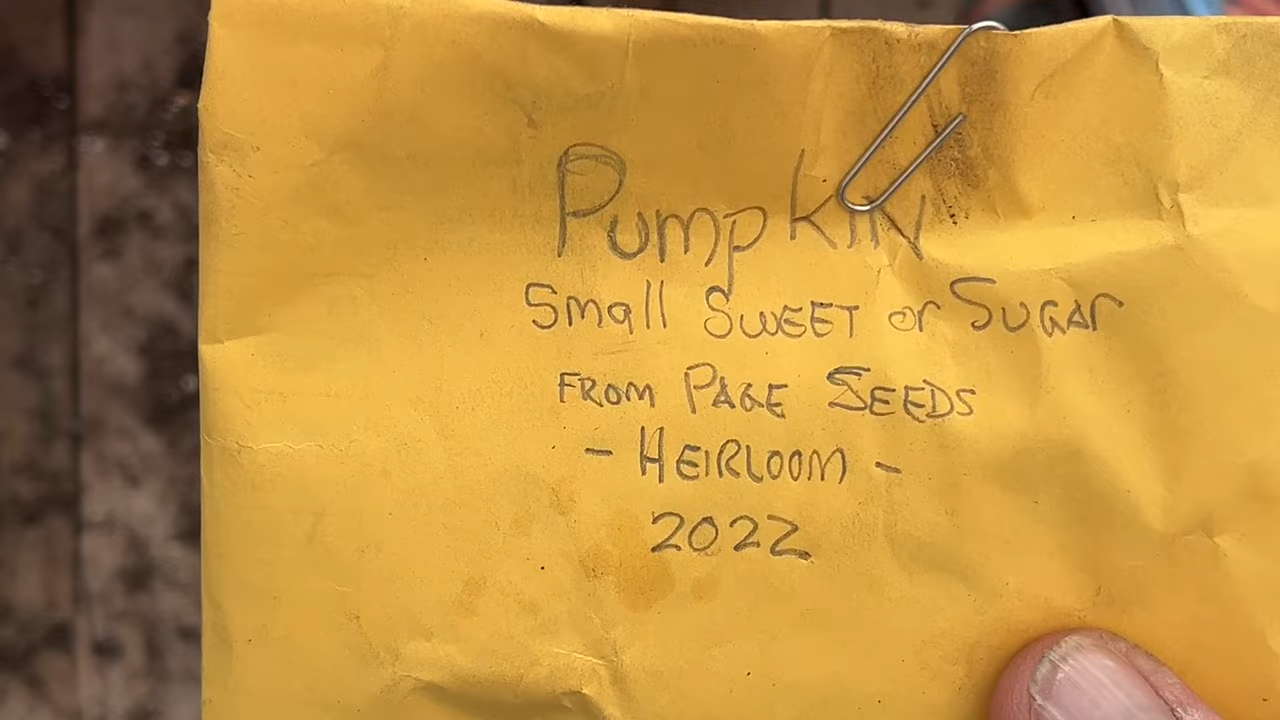 Pumpkin
Small SWEET or SUGAR
FROM PAGE SEEDS
- HEIRLOOM -
2022